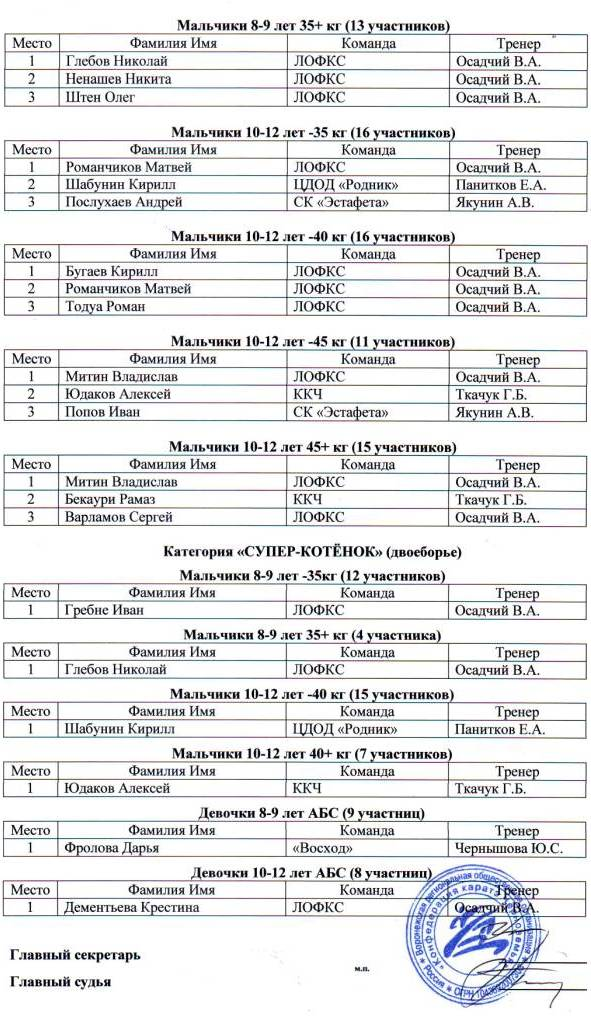 Мальчики 8-9 лет 35+ кг (13 участников)
Место Фамилия Имя Команда Тренер
1 Глебов Николай ЛОФКС Осадчий В.А.
2 Ненашев Никита ЛОФКС Осадчий В.А.
3 Штен Олег ЛОФКС Осадчий В.А.
Мальчики 10-12 лет -35 кг (16 участников)
Место Фамилия Имя Команда Тренер
1 Романчиков Матвей ЛОФКС Осадчий В.А.
2 Шабунин Кирилл ЦДОД «Родник» Панитков Е.А.
3 Послухаев Андрей СК «Эстафета» Якунин А.В.
Мальчики 10-12 лет -40 кг (16 участников)
Место Фамилия Имя Команда Тренер
1 Бугаев Кирилл ЛОФКС Осадчий В.А.
2 Романчиков Матвей ЛОФКС Осадчий В.А.
3 Тодуа Роман ЛОФКС Осадчий В.А.
Мальчики 10-12 лет -45 кг (11 участников)
Место Фамилия Имя Команда Тренер
1 Митин Владислав ЛОФКС Осадчий В.А.
2 Юдаков Алексей ККЧ Ткачук Г.Б.
3 Попов Иван СК «Эстафета» Якунин А.В.
Мальчики 10-12 лет 45+ кг (15 участников)
Место Фамилия Имя Команда Тренер
1 Митин Владислав ЛОФКС Осадчий В.А.
2 Бекаури Рамаз ККЧ Ткачук Г.Б.
3 Варламов Сергей ЛОФКС Осадчий В.А.
Категория «СУПЕР-КОТЁНОК» (двоеборье)
Мальчики 8-9 лет -35кг (12 участников)
Место Фамилия Имя Команда Тренер
1 Гребне Иван ЛОФКС Осадчий В.А.
Мальчики 8-9 лет 35+ кг (4 участника)
Место Фамилия Имя Команда Тренер
1 Глебов Николай ЛОФКС Осадчий В.А.
Мальчики 10-12 лет -40 кг (15 участников)
Место Фамилия Имя Команда Тренер
1 Шабунин Кирилл ЦДОД «Родник» Панитков Е.А.
Мальчики 10-12 лет 40+ кг (7 участников)
Место Фамилия Имя Команда Тренер
1 Юдаков Алексей ККЧ Ткачук Г.Б.
Девочки 8-9 лет АБС (9 участниц)
Место Фамилия Имя Команда Тренер
1 Фролова Дарья «Восход» Чернышова Ю.С.
Девочки 10-12 лет АБС (8 участниц)
Место Фамилия Имя Команда Тренер
1 Дементьева Крестина ЛОФКС Осадчий В.А.
Воронежская региональная общественная организация
"Конфедерация каратэ
Россия ОГРН
Главный секретарь
м.п.
Главный судья